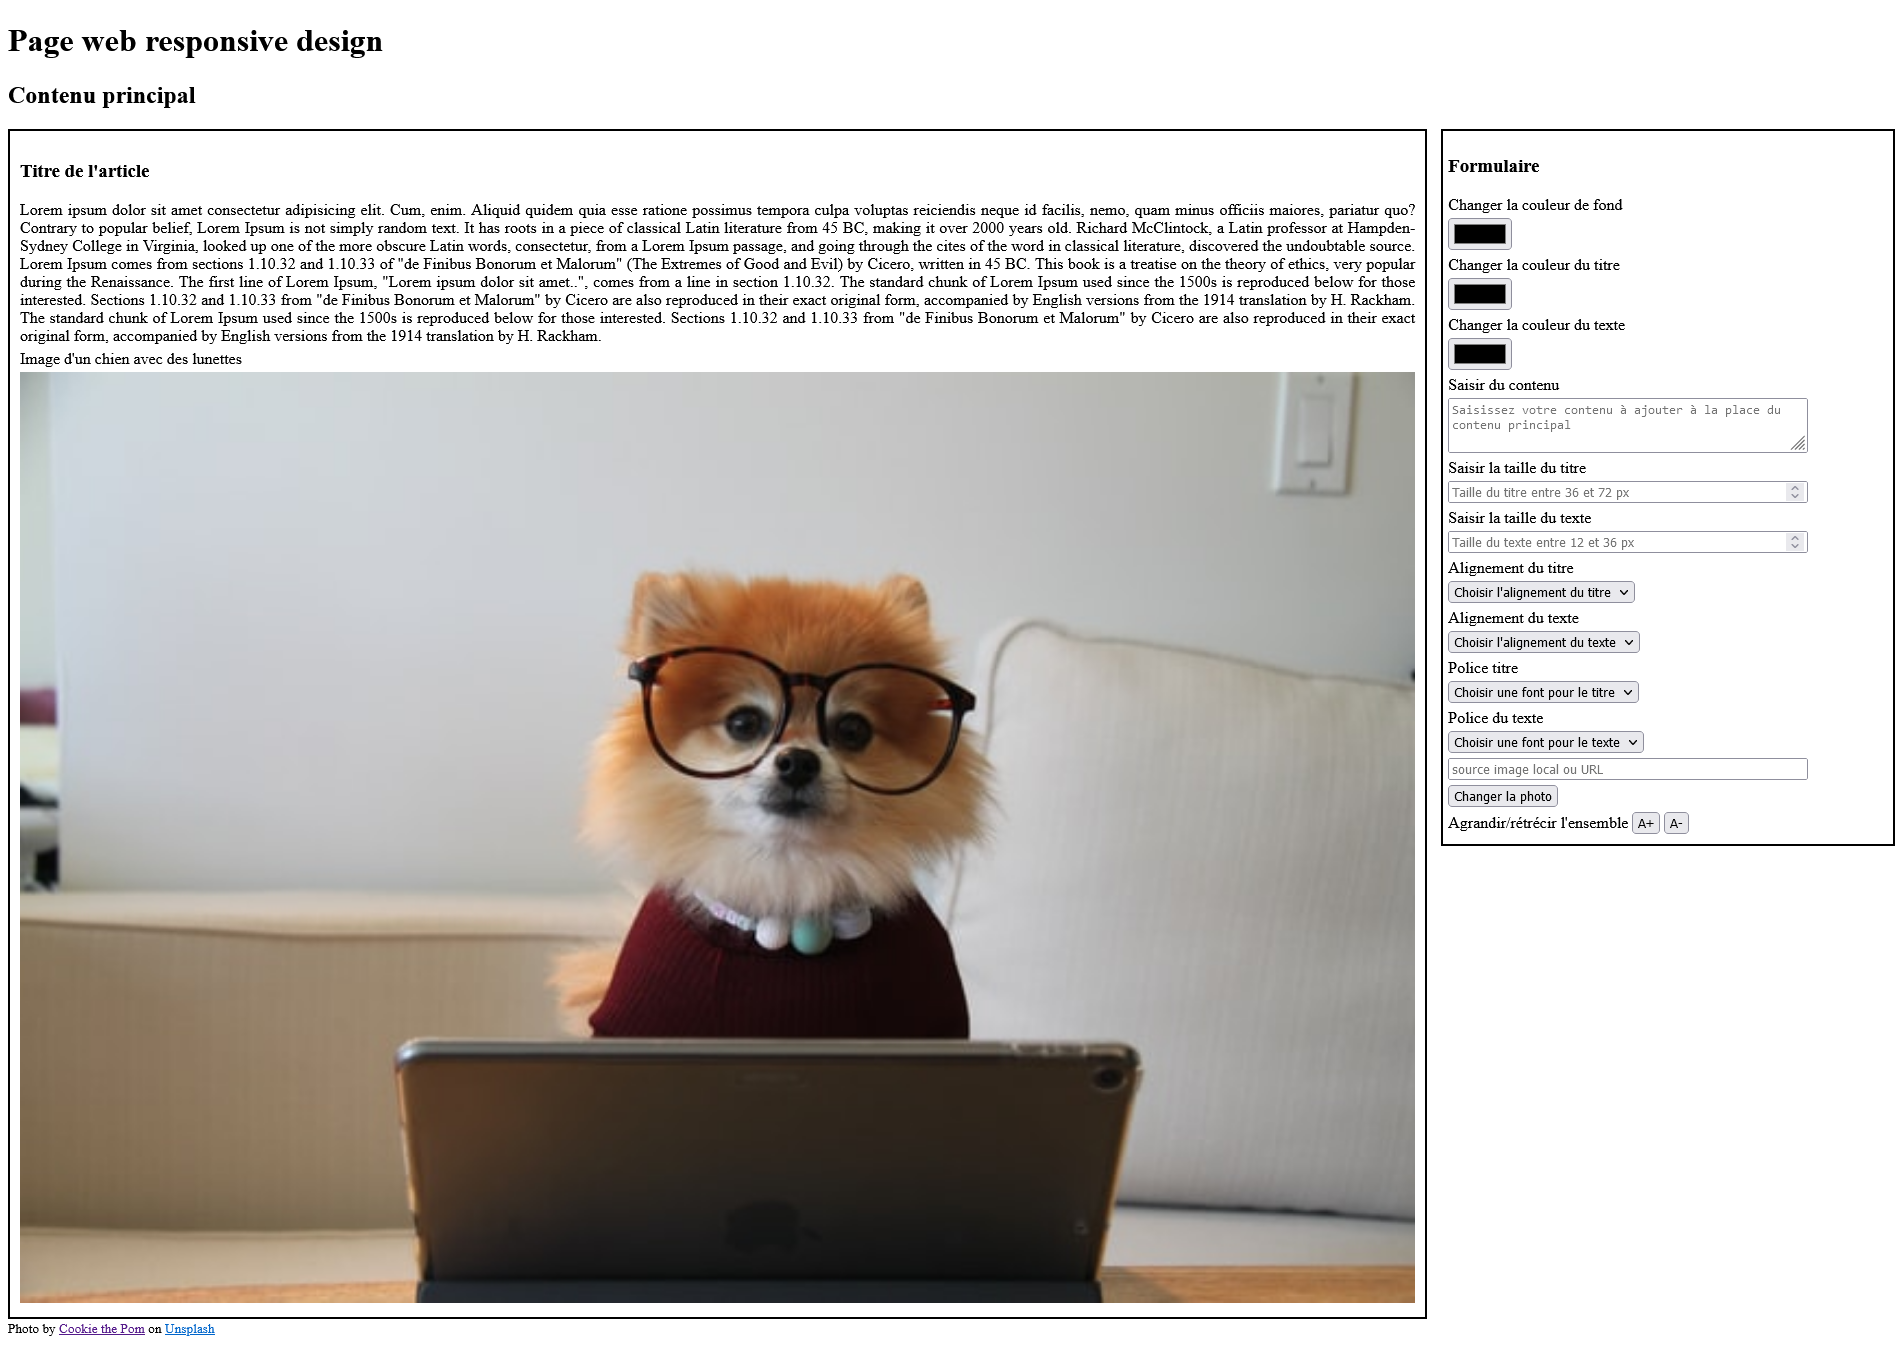 Page web responsive design
Contenu principal
Titre de l'article
Lorem ipsum dolor sit amet consectetur adipisicing elit. Cum, enim. Aliquid quidem quia esse ratione possimus tempora culpa voluptas reiciendis neque id facilis, nemo, quam minus officiis maiores, pariatur quo?
Contrary to popular belief, Lorem Ipsum is not simply random text. It has roots in a piece of classical Latin literature from 45 BC, making it over 2000 years old. Richard McClintock, a Latin professor at Hampden-
Sydney College in Virginia, looked up one of the more obscure Latin words, consectetur, from a Lorem Ipsum passage, and going through the cites of the word in classical literature, discovered the undoubtable source.
Lorem Ipsum comes from sections 1.10.32 and 1.10.33 of "de Finibus Bonorum et Malorum" (The Extremes of Good and Evil) by Cicero, written in 45 BC. This book is a treatise on the theory of ethics, very popular
during the Renaissance. The first line of Lorem Ipsum, "Lorem ipsum dolor sit amet..", comes from a line in section 1.10.32. The standard chunk of Lorem Ipsum used since the 1500s is reproduced below for those
interested. Sections 1.10.32 and 1.10.33 from "de Finibus Bonorum et Malorum" by Cicero are also reproduced in their exact original form, accompanied by English versions from the 1914 translation by H. Rackham.
The standard chunk of Lorem Ipsum used since the 1500s is reproduced below for those interested. Sections 1.10.32 and 1.10.33 from "de Finibus Bonorum et Malorum" by Cicero are also reproduced in their exact
original form, accompanied by English versions from the 1914 translation by H. Rackham.
Image d'un chien avec des lunettes
Photo by Cookie the Pom on Unsplash
Formulaire
Changer la couleur de fond
Changer la couleur du titre
Changer la couleur du texte
Saisir du contenu
Saisissez votre contenu à ajouter à la place du
contenu principal
Saisir la taille du titre
Taille du titre entre 36 et 72 px
Saisir la taille du texte
Taille du texte entre 12 et 36 px
Alignement du titre
Choisir l'alignement du titre
Alignement du texte
Choisir l'alignement du texte
Police titre
Choisir une font pour le titre
Police du texte
Choisir une font pour le texte
source image local ou URL
Changer la photo
Agrandir/rétrécir l'ensemble A+ A-